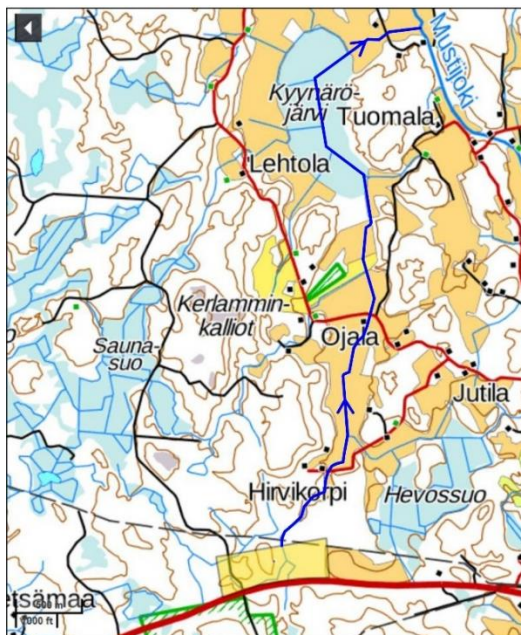 Mustijoki
Kyynärö-
järvi
Tuomala
Lehtola
Kerlammin-
kalliot
Sauna-
suo
Ojala
Jutila
Hirvikorpi
Hevossuo
etsämaa